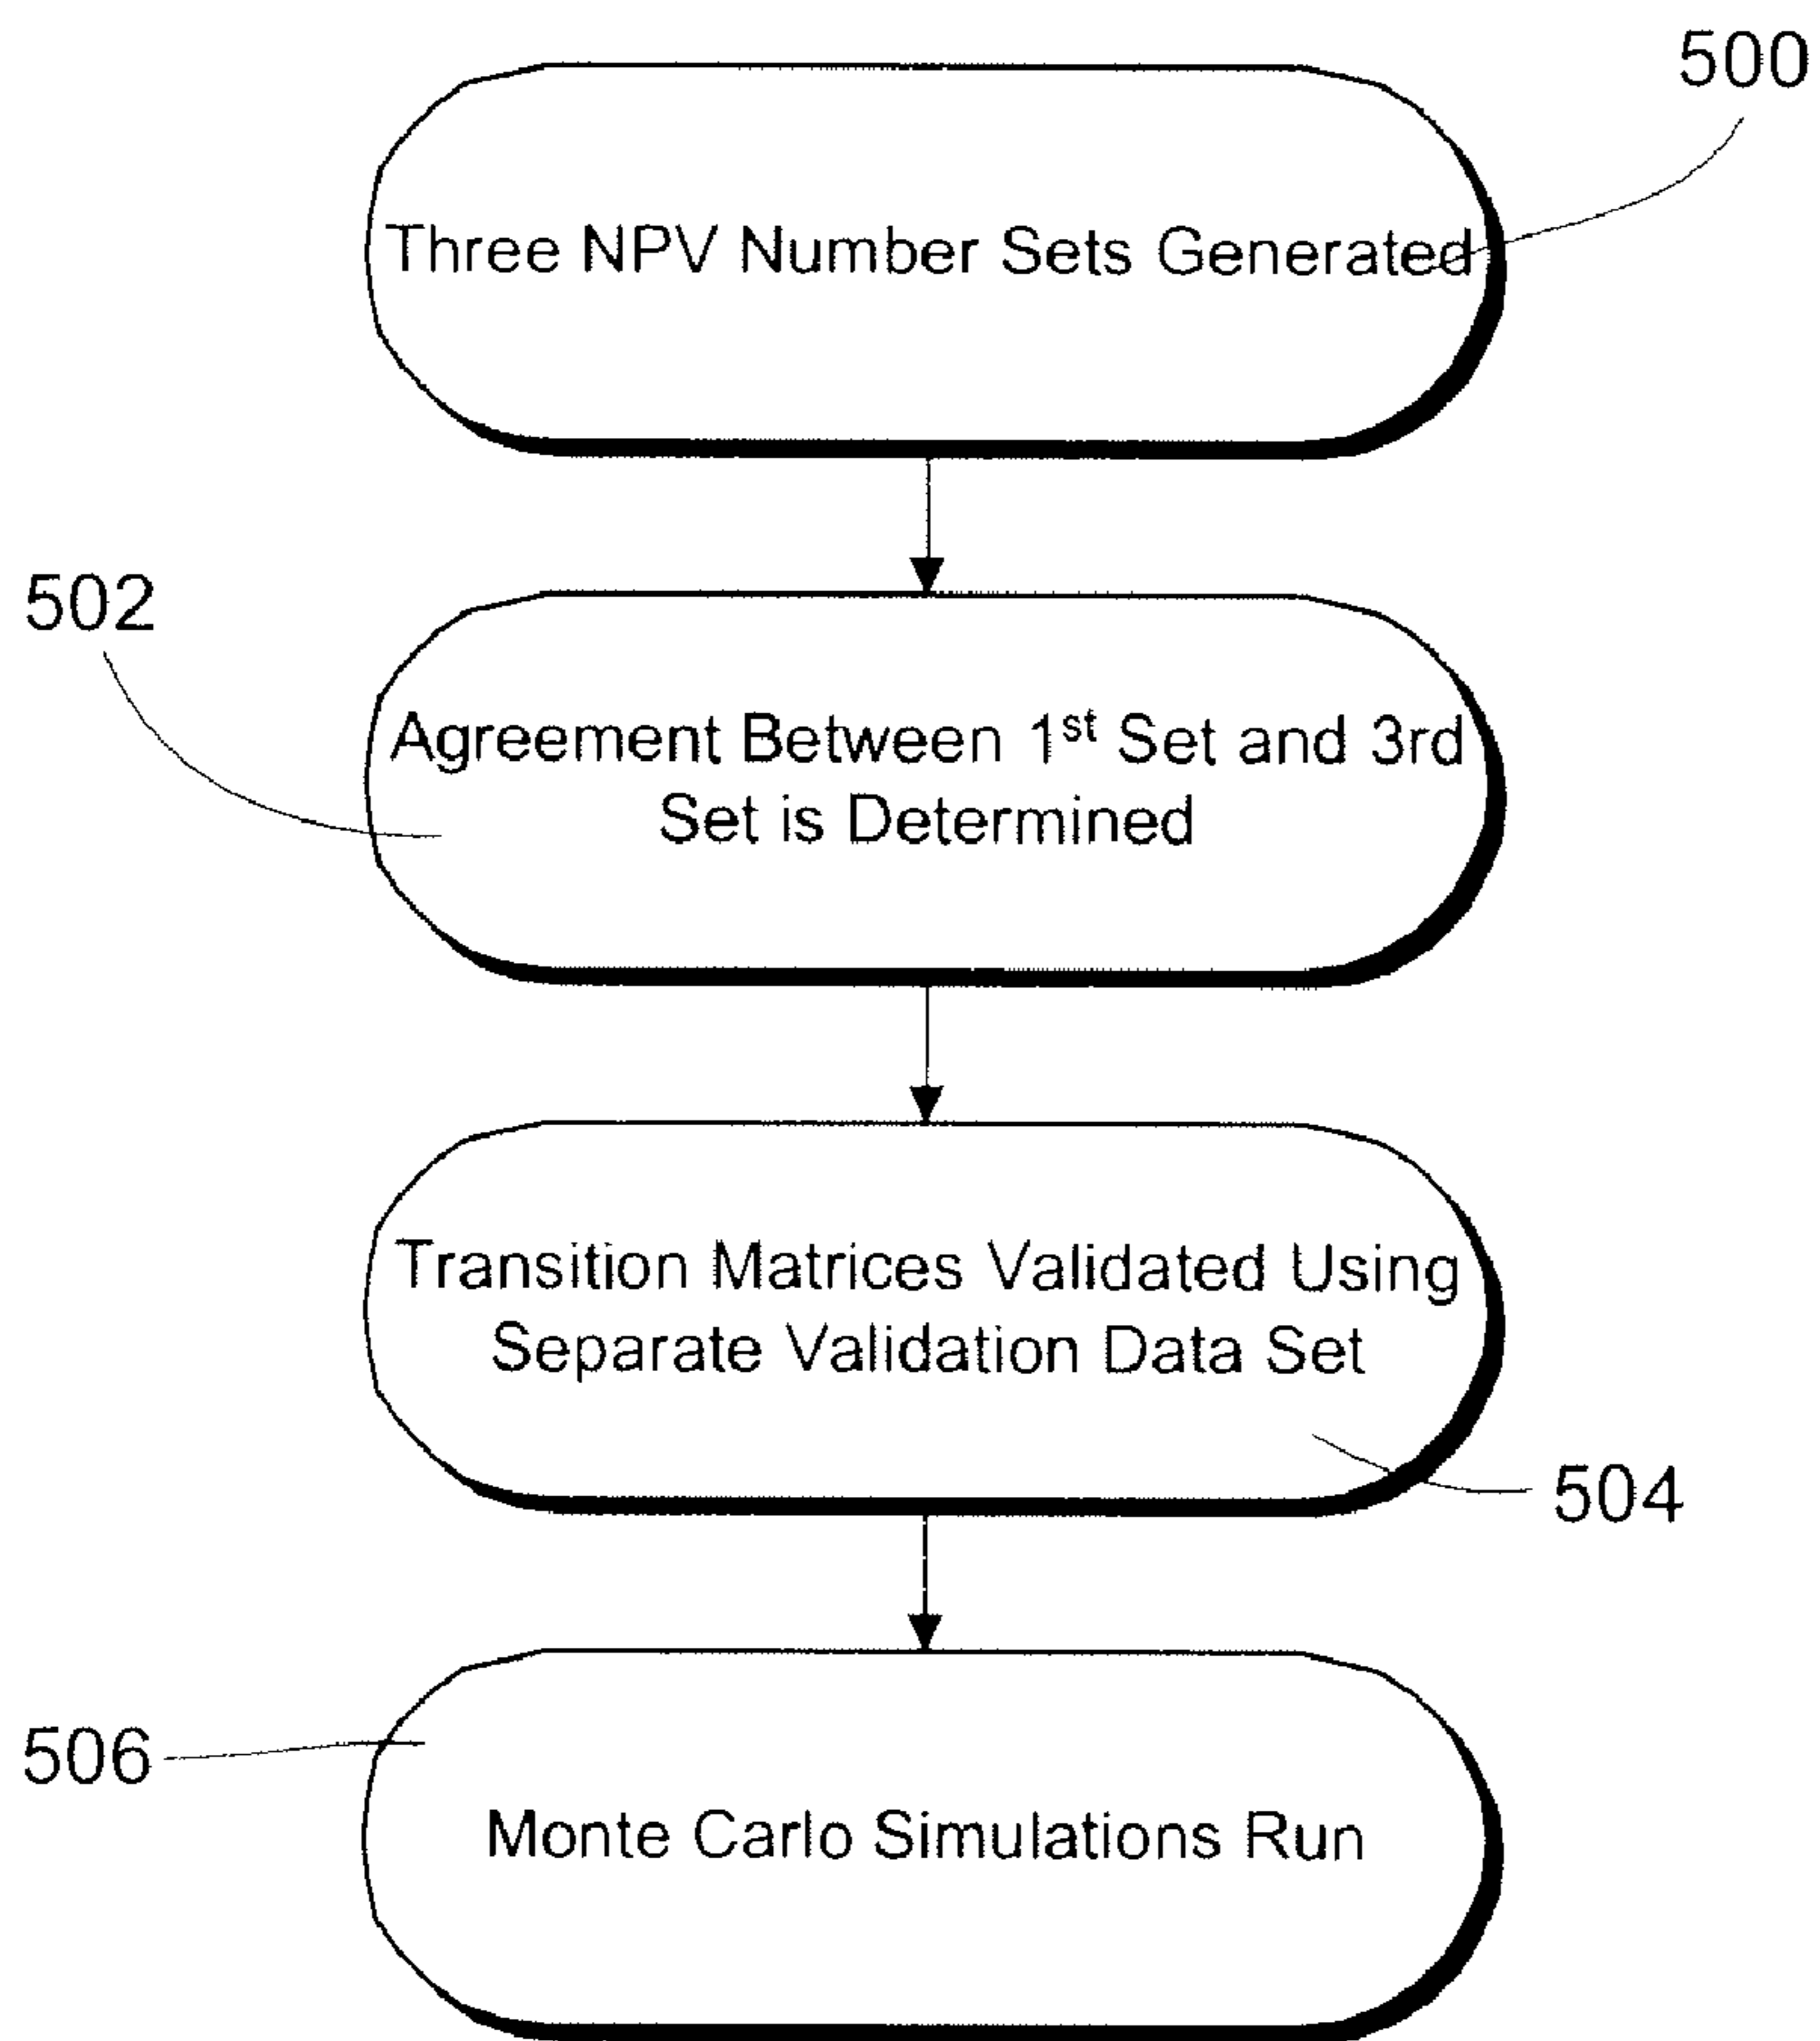 500
Three NPV Number Sets Generated
502
Agreement Between 1st Set and 3rd
Set is Determined
Transition Matrices Validated Using
Separate Validation Data Set
504
506
Monte Carlo Simulations Run